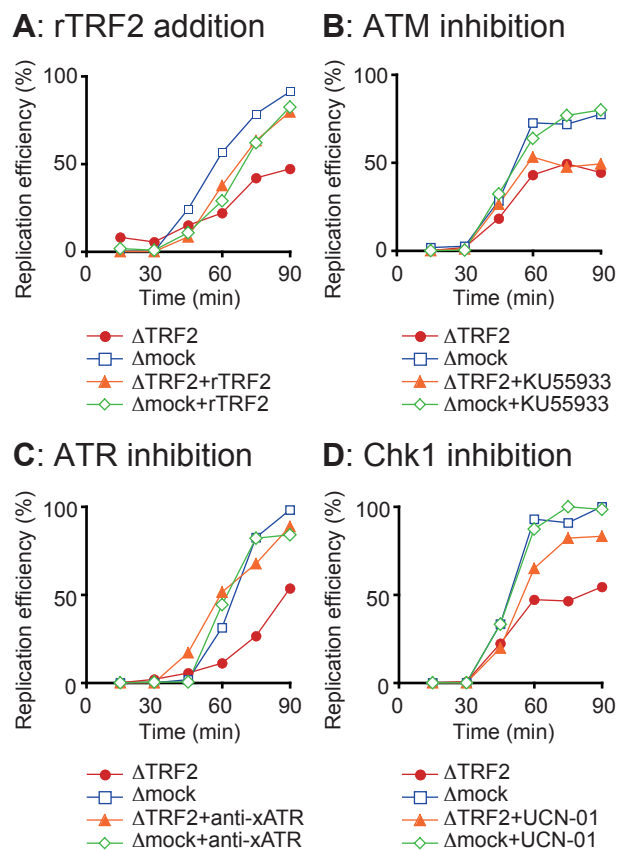 A: rTRF2 addition
Replication efficiency (%)
100
50
0
0 30 60 90
Time (min)
ΔTRF2
Δmock
ΔTRF2+rTRF2
Δmock+rTRF2
B: ATM inhibition
Replication efficiency (%)
100
50
0
0 30 60 90
Time (min)
ΔTRF2
Δmock
ΔTRF2+KU55933
Δmock+KU55933
C: ATR inhibition
Replication efficiency (%)
100
50
0
0 30 60 90
Time (min)
ΔTRF2
Δmock
ΔTRF2+anti-xATR
Δmock+anti-xATR
D: Chk1 inhibition
Replication efficiency (%)
100
50
0
0 30 60 90
Time (min)
ΔTRF2
Δmock
ΔTRF2+UCN-01
Δmock+UCN-01